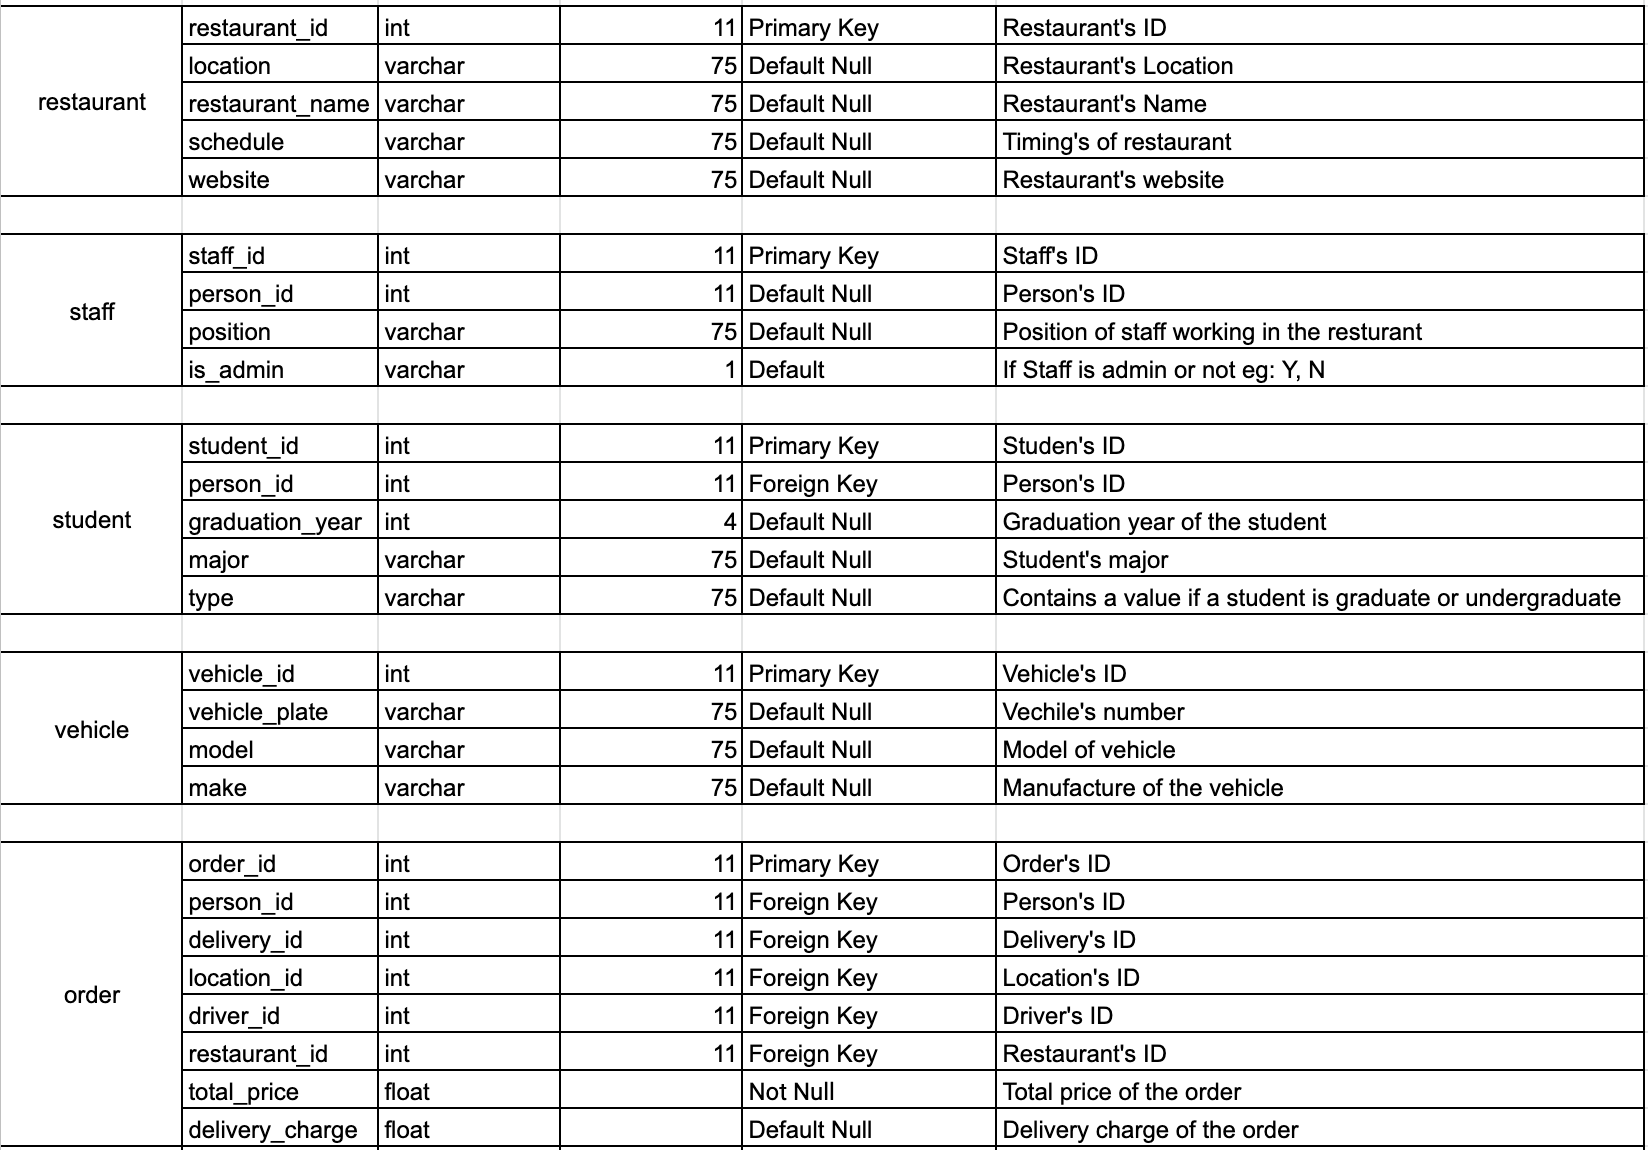 restaurant
restaurant_id int 11 Primary Key Restaurant's ID
location varchar 75 Default Null Restaurant's Location
restaurant_name varchar 75 Default Null Restaurant's Name
schedule varchar 75 Default Null Timing's of restaurant
website varchar 75 Default Null Restaurant's website
staff
staff_id int 11 Primary Key Staff's ID
person_id int 11 Default Null Person's ID
position varchar 75 Default Null Position of staff working in the resturant
is_admin varchar 1 Default If Staff is admin or not eg: Y, N
student
student_id int 11 Primary Key Studen's ID
person_id int 11 Foreign Key Person's ID
graduation_year int 4 Default Null Graduation year of the student
major varchar 75 Default Null Student's major
type varchar 75 Default Null Contains a value if a student is graduate or undergraduate
vehicle
vehicle_id int 11 Primary Key Vehicle's ID
vehicle_plate varchar 75 Default Null Vechile's number
model varchar 75 Default Null Model of vehicle
make varchar 75 Default Null Manufacture of the vehicle
order
order_id int 11 Primary Key Order's ID
person_id int 11 Foreign Key Person's ID
delivery_id int 11 Foreign Key Delivery's ID
location_id int 11 Foreign Key Location's ID
driver_id int 11 Foreign Key Driver's ID
restaurant_id int 11 Foreign Key Restaurant's ID
total_price float Not Null Total price of the order
delivery_charge float Default Null Delivery charge of the order